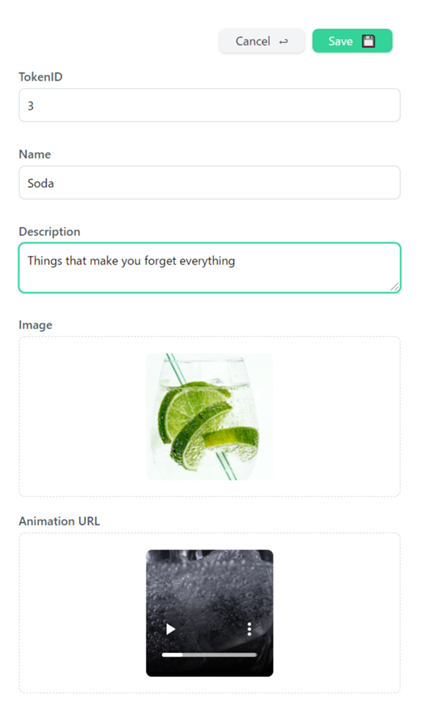 Cancel
Save
TokenID
3
Name
Soda
Description
Things that make you forget everything
Image
Animation URL